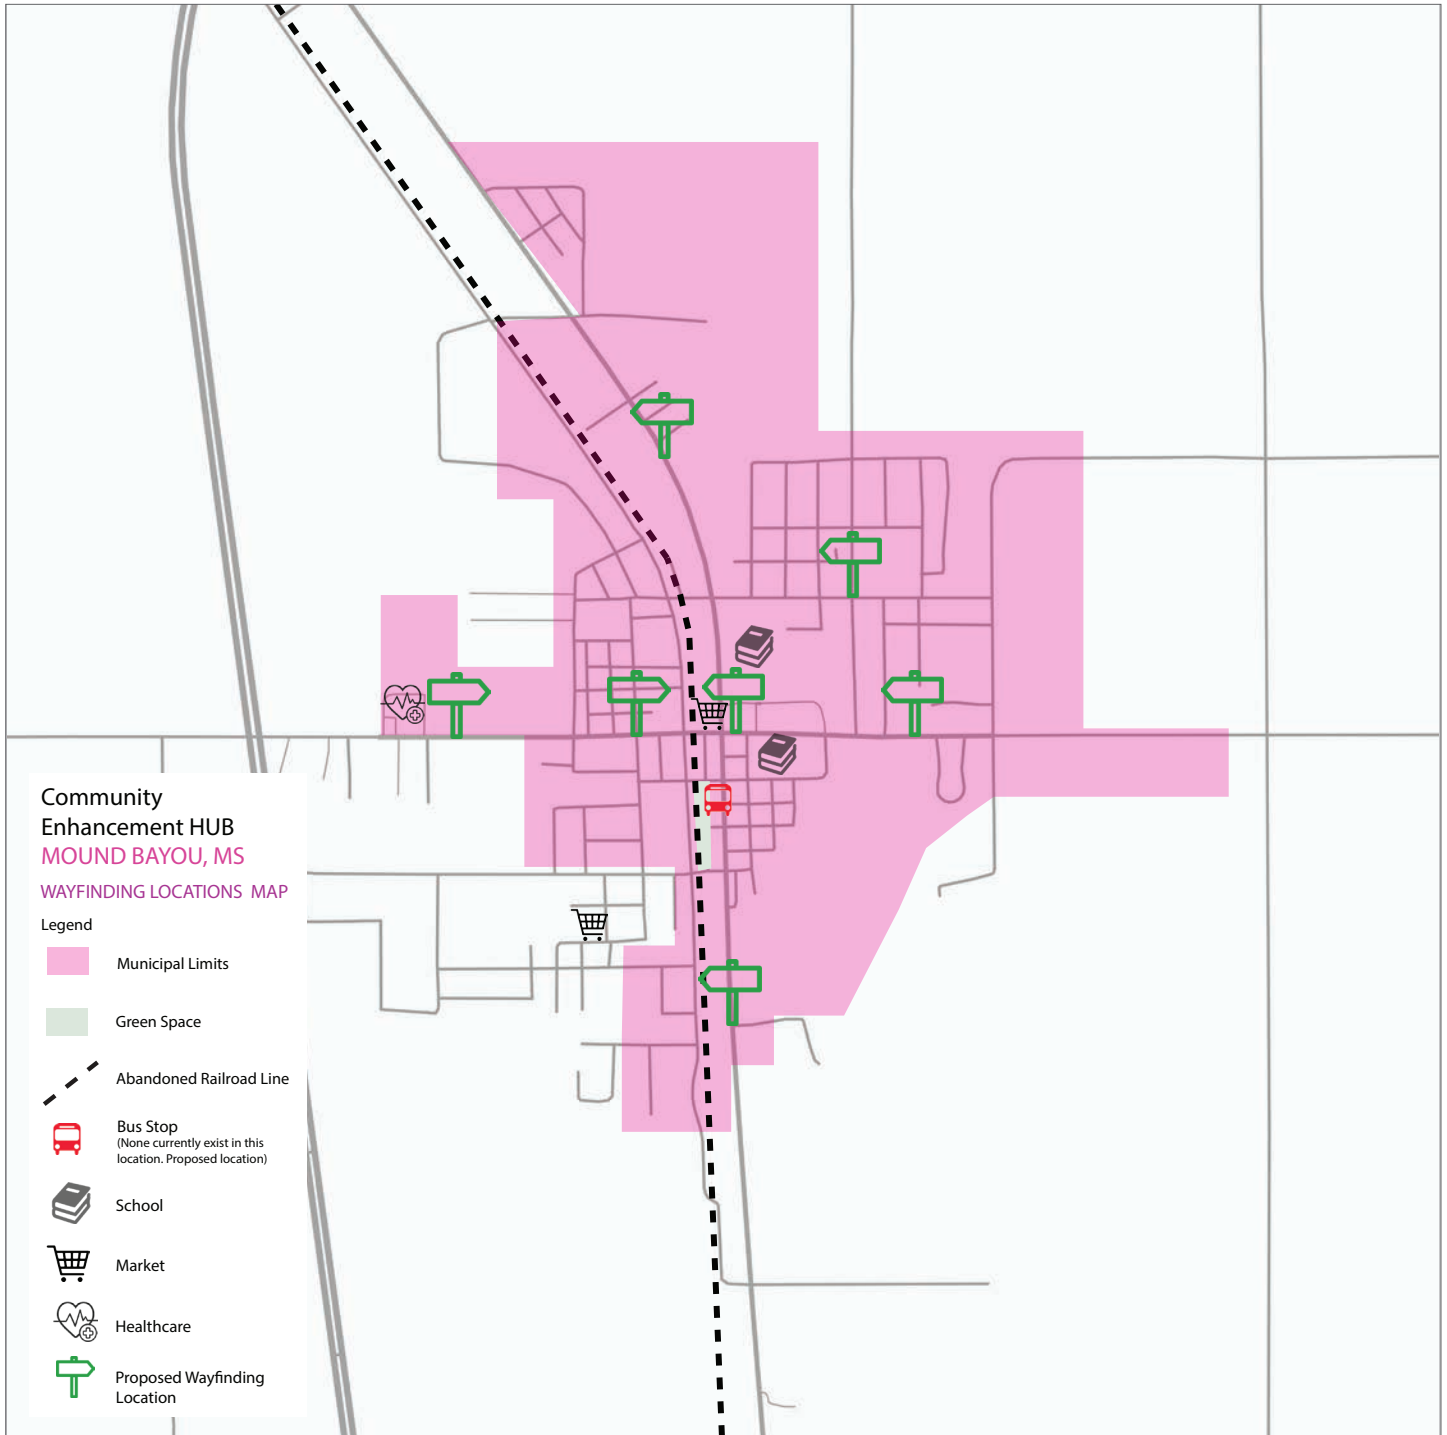 Community
Enhancement HUB
MOUND BAYOU, MS
WAYFINDING LOCATIONS MAP
Legend
Municipal Limits
Green Space
Abandoned Railroad Line
Bus Stop
(None currently exist in this
location. Proposed location)
School
Market
Healthcare
Proposed Wayfinding
Location